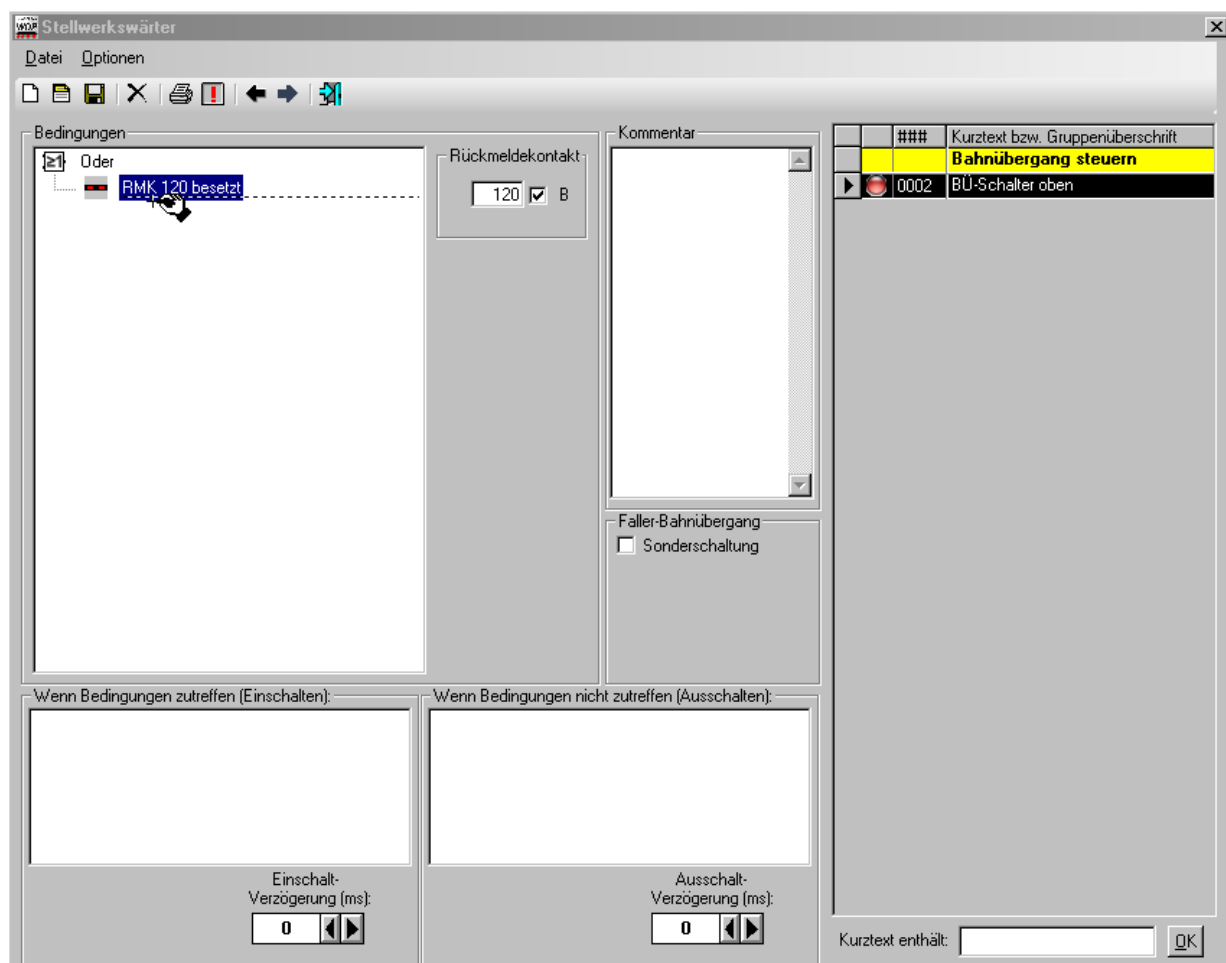 Stellwerkswärter
Datei Optionen
Bedingungen
≥1 Oder
RMK 120 besetzt
Rückmeldekontakt
120 B
Kommentar
Faller-Bahnübergang
Sonderschaltung
### Kurztext bzw. Gruppenüberschrift
Bahnübergang steuern
0002 BÜ-Schalter oben
Wenn Bedingungen zutreffen (Einschalten):
Einschalt-
Verzögerung (ms):
0
Wenn Bedingungen nicht zutreffen (Ausschalten):
Ausschalt-
Verzögerung (ms):
0
Kurztext enthält:
OK